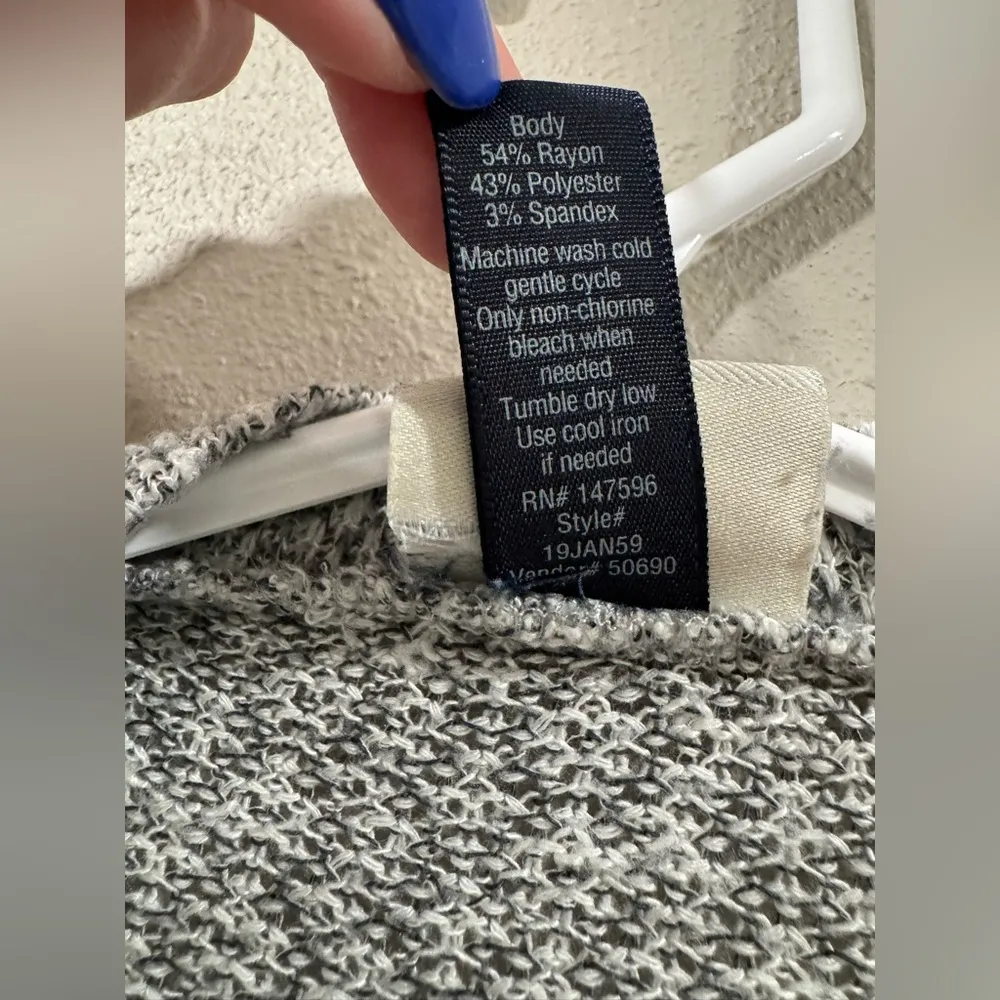 Body
54% Rayon
43% Polyester
3% Spandex
Machine wash cold
gentle cycle
Only non-chlorine
bleach when
needed
Tumble dry low
Use cool iron
if needed
RN# 147596
Style#
19JAN59
Vendor# 50690